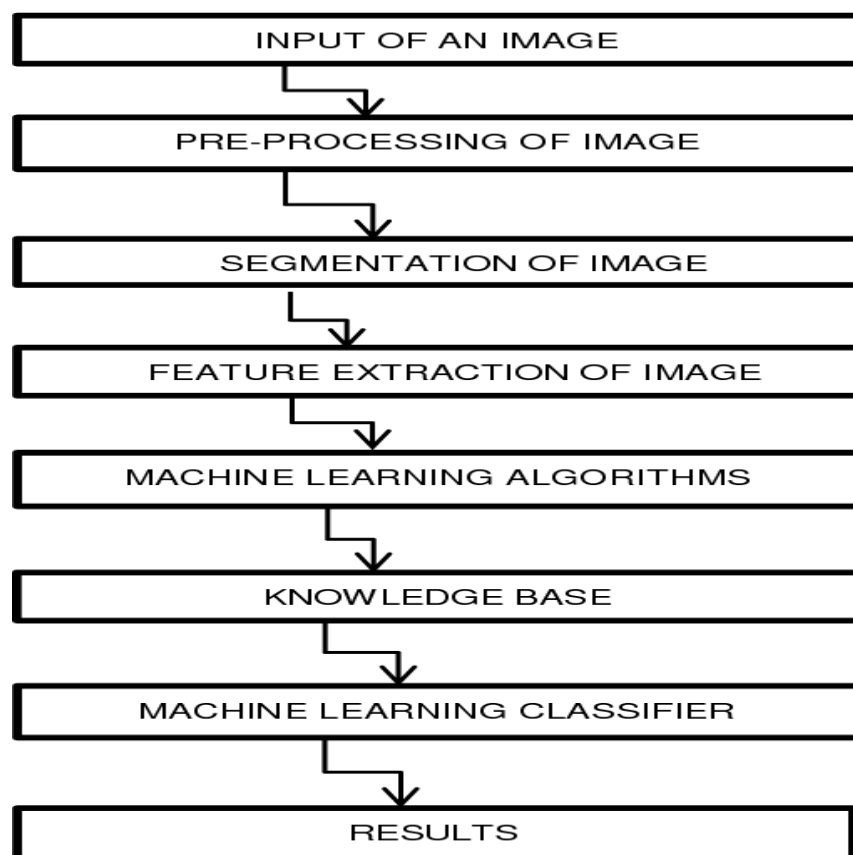 INPUT OF AN IMAGE
PRE-PROCESSING OF IMAGE
SEGMENTATION OF IMAGE
FEATURE EXTRACTION OF IMAGE
MACHINE LEARNING ALGORITHMS
KNOWLEDGE BASE
MACHINE LEARNING CLASSIFIER
RESULTS